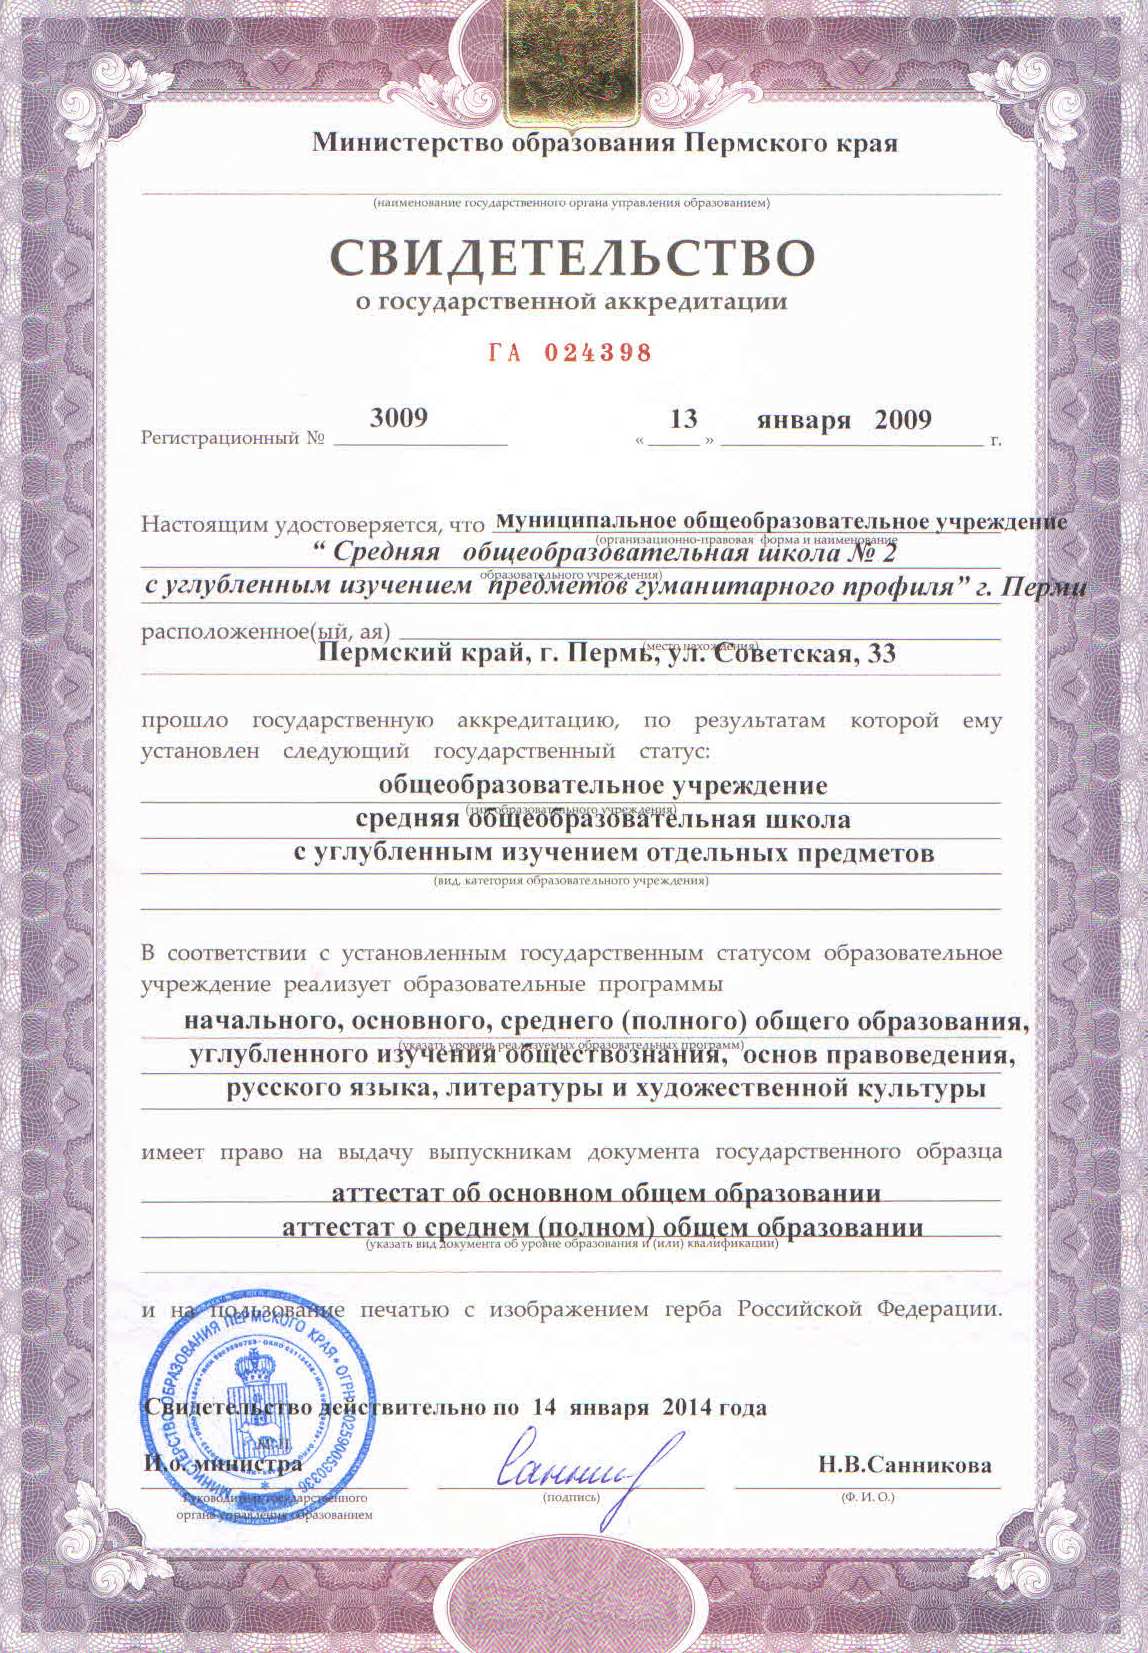 Министерство образования Пермского края
(наименование государственного органа управления образованием)
СВИДЕТЕЛЬСТВО
о государственной аккредитации
ГА 024398
Регистрационный № 3009 « 13 » января 2009 г.
Настоящим удостоверяется, что муниципальное общеобразовательное учреждение
(организационно-правовая форма и наименование
“ Средняя общеобразовательная школа № 2
образовательного учреждения)
с углубленным изучением предметов гуманитарного профиля” г. Перми
расположенное(ый, ая)
(место нахождения)
Пермский край, г. Пермь, ул. Советская, 33
прошло государственную аккредитацию, по результатам которой ему
установлен следующий государственный статус:
общеобразовательное учреждение
(тип образовательного учреждения)
средняя общеобразовательная школа
с углубленным изучением отдельных предметов
(вид, категория образовательного учреждения)
В соответствии с установленным государственным статусом образовательное
учреждение реализует образовательные программы
начального, основного, среднего (полного) общего образования,
(указать уровень реализуемых образовательных программ)
углубленного изучения обществознания, основ правоведения,
русского языка, литературы и художественной культуры
имеет право на выдачу выпускникам документа государственного образца
аттестат об основном общем образовании
аттестат о среднем (полном) общем образовании
(указать вид документа об уровне образования и (или) квалификации)
и на пользование печатью с изображением герба Российской Федерации.
Свидетельство действительно по 14 января 2014 года
М.П.
И.о. министра Н.В.Санникова
Руководитель государственного
органа управления образованием
(подпись) (Ф. И. О.)
МИНИСТЕРСТВО ОБРАЗОВАНИЯ ПЕРМСКОГО КРАЯ